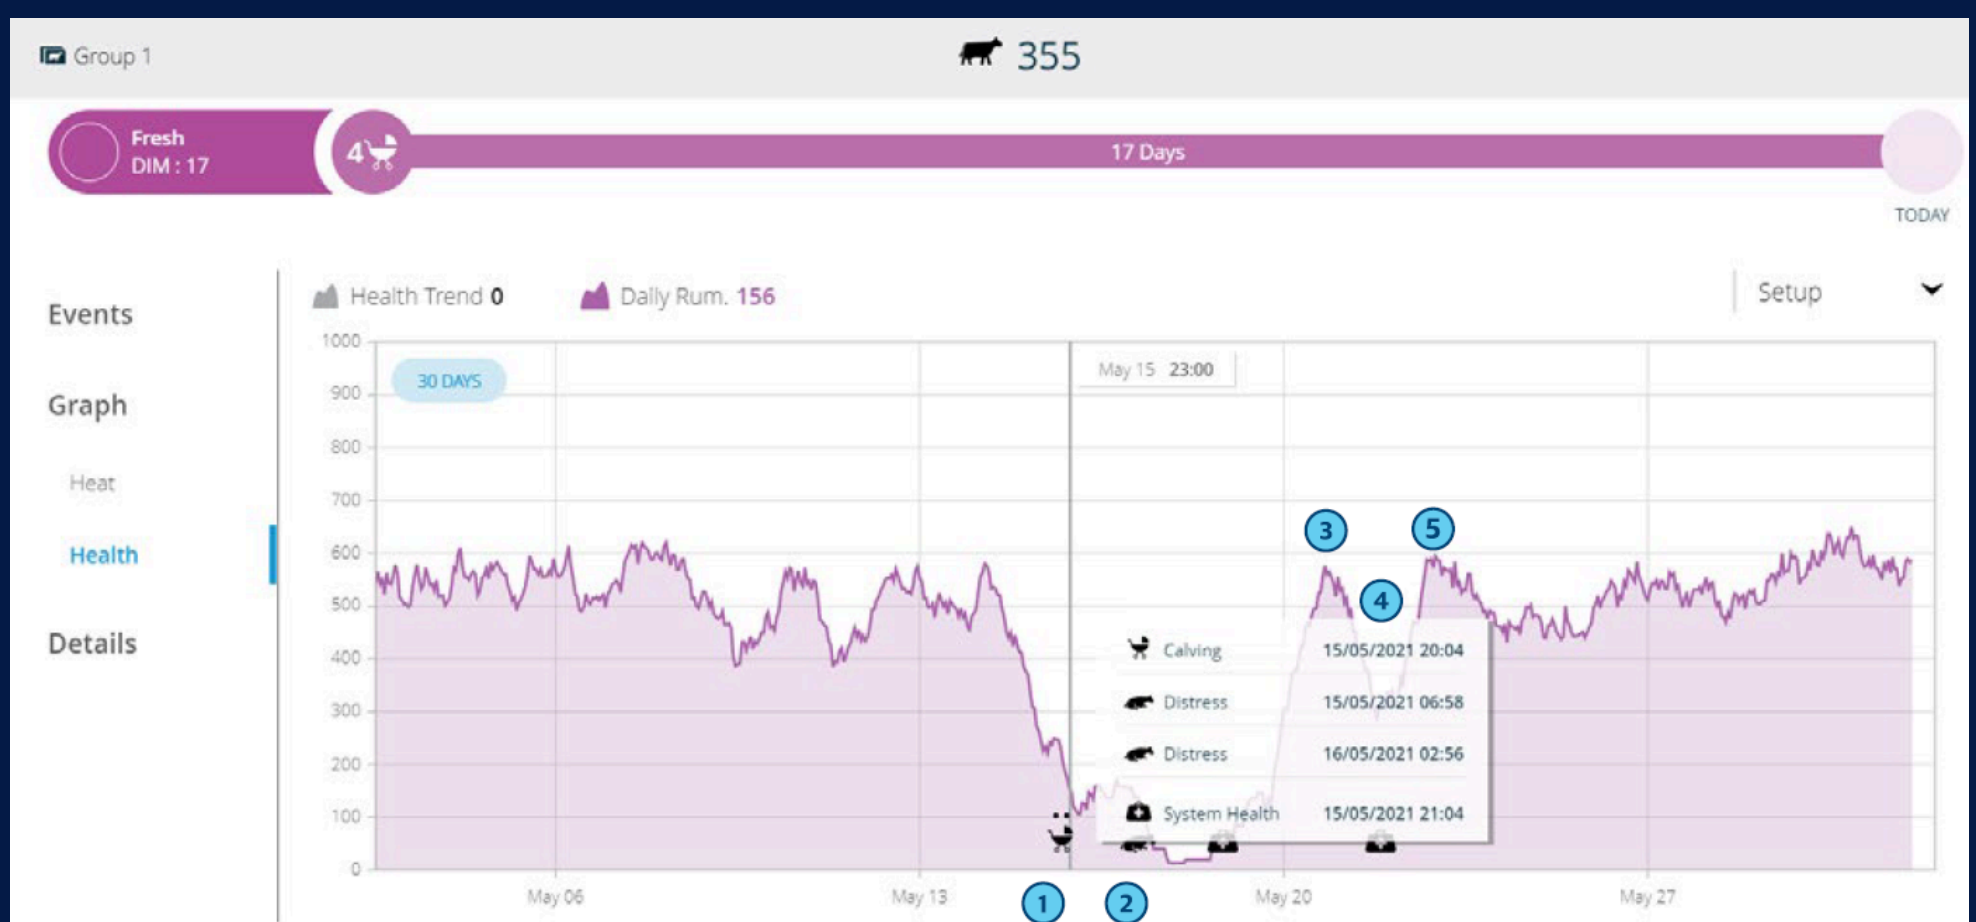 Group 1
355
Fresh
DIM : 17
4
17 Days
TODAY
Events
Graph
Heat
Health
Details
Health Trend 0
Daily Rum. 156
Setup
1000
900
800
700
600
500
400
300
200
100
0
30 DAYS
May 15 23:00
3
5
4
Calving 15/05/2021 20:04
Distress 15/05/2021 06:58
Distress 16/05/2021 02:56
System Health 15/05/2021 21:04
May 06
May 13
May 20
May 27
1
2